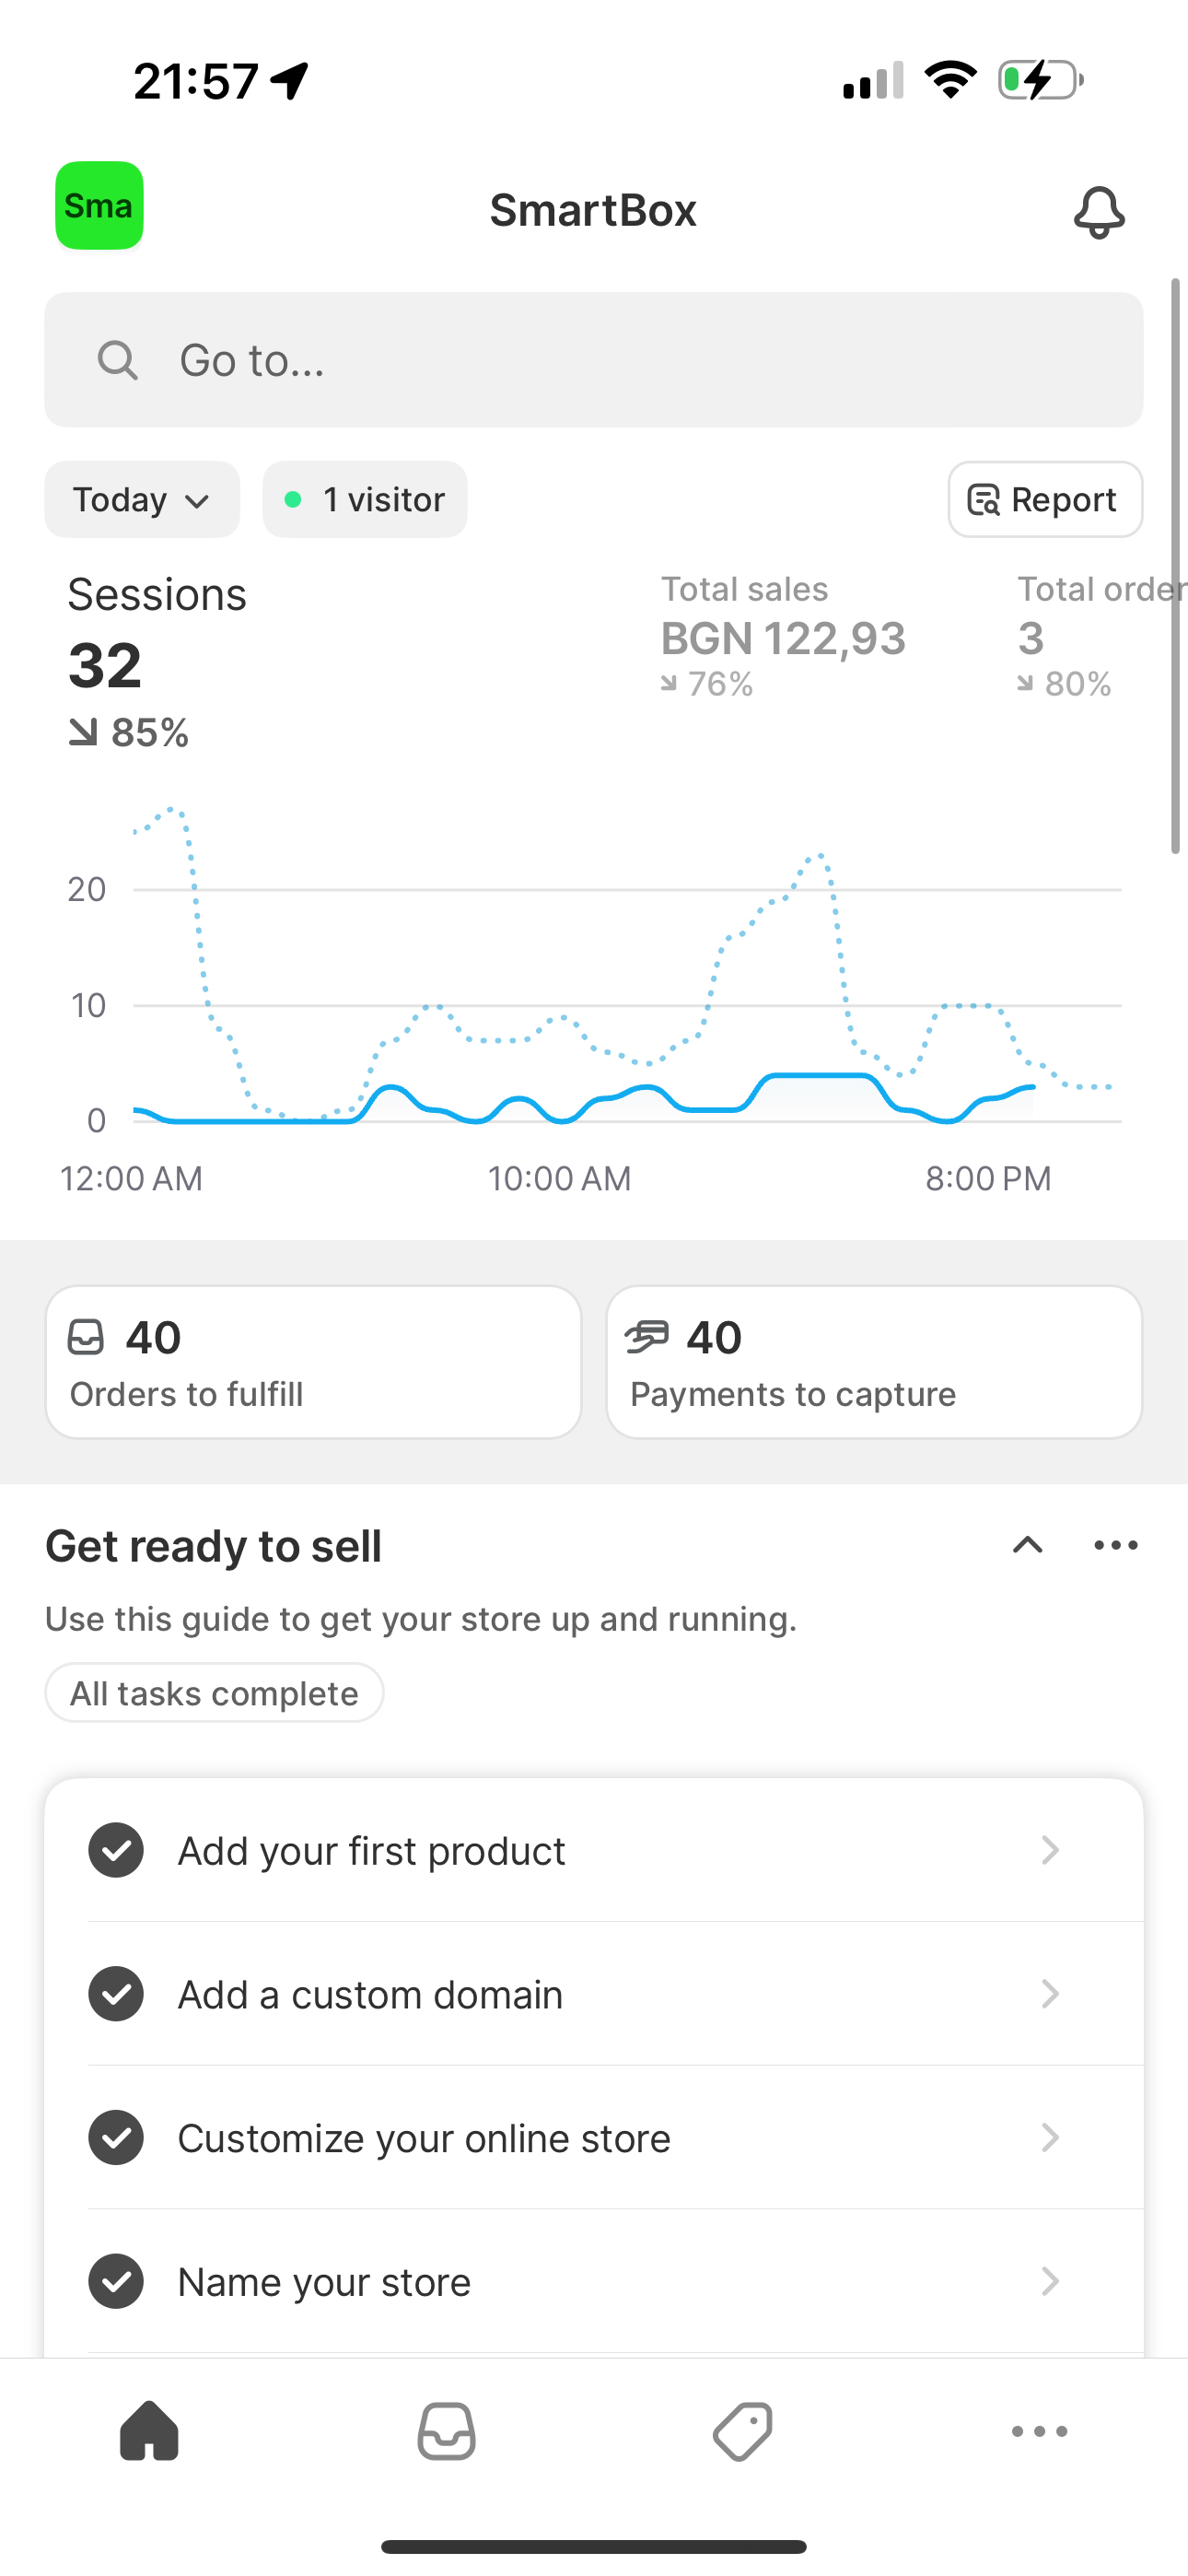 21:57
Sma
SmartBox
Go to...
Today
1 visitor
Report
Sessions
32
85%
Total sales
BGN 122,93
76%
Total order
3
80%
20
10
0
12:00 AM
10:00 AM
8:00 PM
40
Orders to fulfill
40
Payments to capture
Get ready to sell
Use this guide to get your store up and running.
All tasks complete
Add your first product
Add a custom domain
Customize your online store
Name your store